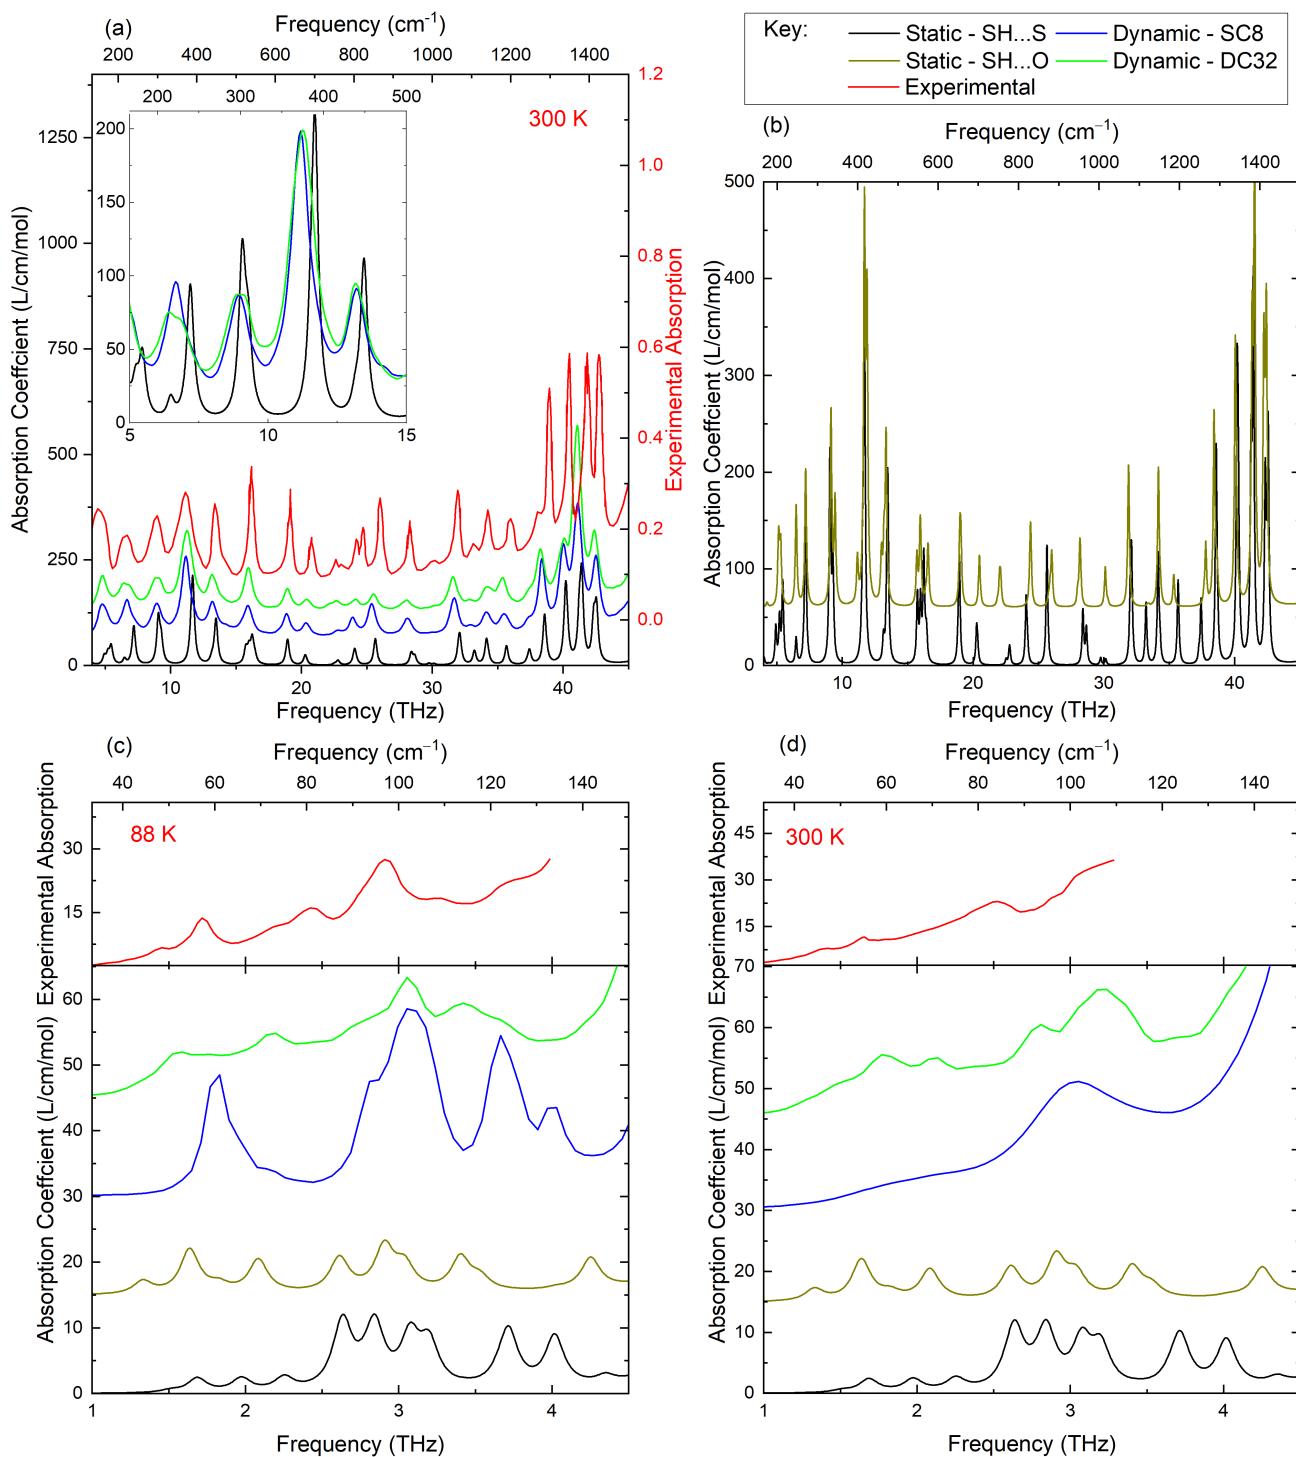 (a)
Frequency (cm-1)
200 400 600 800 1000 1200 1400
Key:
Static - SH...S
Dynamic - SC8
Static - SH...O
Dynamic - DC32
Experimental
300 K
200 300 400 500
200
150
100
50
0
5 10 15
1250
1000
750
500
250
0
Absorption Coeffcient (L/cm/mol)
1.2
1.0
0.8
0.6
0.4
0.2
0.0
Experimental Absorption
10 20 30 40
Frequency (THz)
(b)
Frequency (cm−1)
200 400 600 800 1000 1200 1400
500
400
300
200
100
0
Absorption Coeffcient (L/cm/mol)
10 20 30 40
Frequency (THz)
(c)
Frequency (cm−1)
40 60 80 100 120 140
88 K
30
15
Experimental Absorption
60
50
40
30
20
10
0
Absorption Coeffcient (L/cm/mol)
1 2 3 4
Frequency (THz)
(d)
Frequency (cm−1)
40 60 80 100 120 140
300 K
45
30
15
Experimental Absorption
70
60
50
40
30
20
10
0
Absorption Coeffcient (L/cm/mol)
1 2 3 4
Frequency (THz)